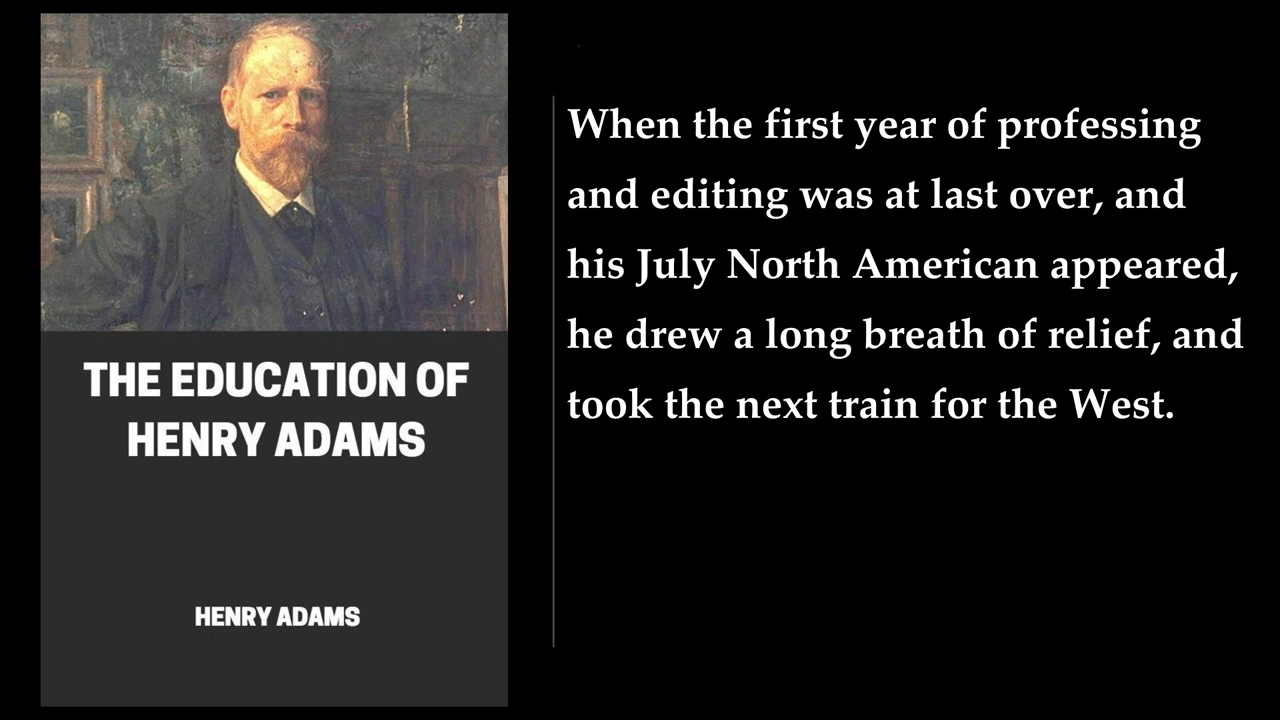 THE EDUCATION OF
HENRY ADAMS
HENRY ADAMS
When the first year of professing
and editing was at last over, and
his July North American appeared,
he drew a long breath of relief, and
took the next train for the West.